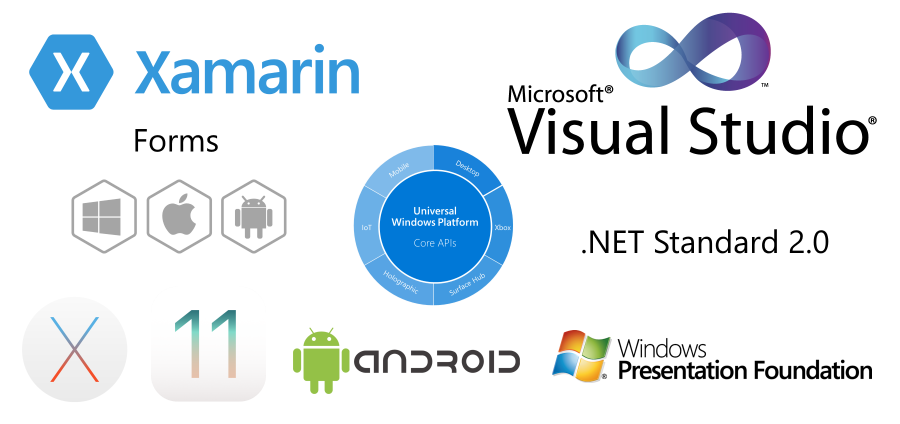 Xamarin
Forms
Microsoft®
Visual Studio®
™
Mobile
Desktop
IoT
Universal
Windows Platform
Core APIs
Xbox
Holographic
Surface Hub
.NET Standard 2.0
X
11
ANDROID
Windows
Presentation Foundation
®